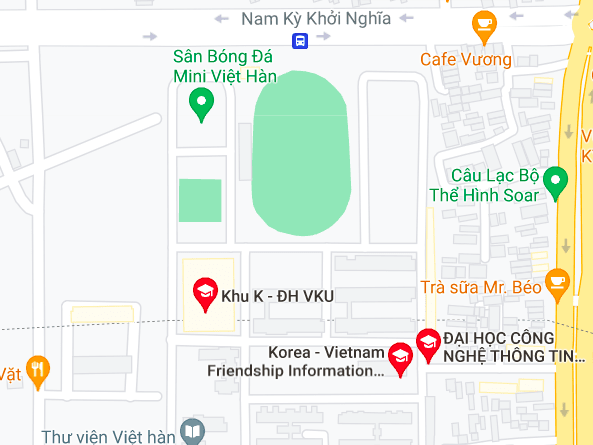 Nam Kỳ Khởi Nghĩa
Sân Bóng Đá
Mini Việt Hàn
Cafe Vương
V
K
Câu Lạc Bộ
Thể Hình Soar
Trà sữa Mr. Béo
Khu K - ĐH VKU
Korea - Vietnam
Friendship Information...
ĐẠI HỌC CÔNG
NGHỆ THÔNG TIN...
Vặt
Thư viện Việt hàn